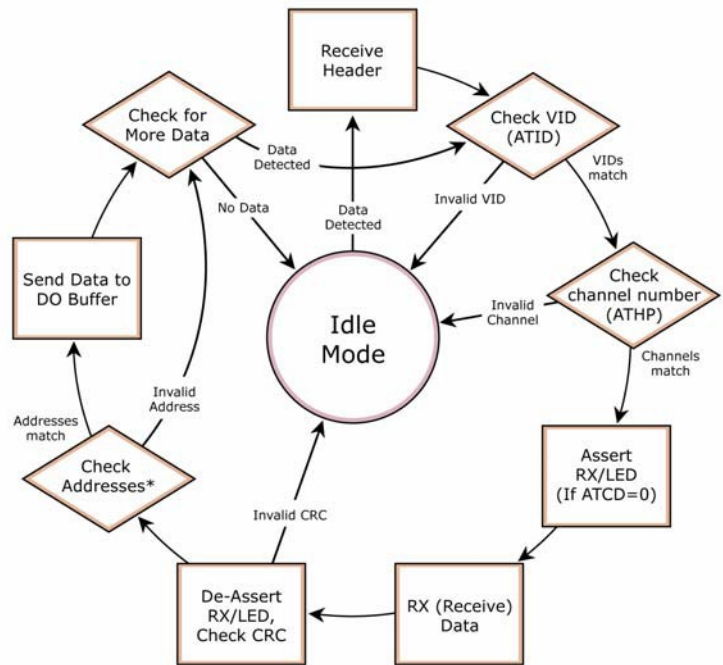 Receive
Header
Check VID
(ATID)
VIDs
match
Check
channel number
(ATHP)
Channels
match
Assert
RX/LED
(If ATCD=0)
RX (Receive)
Data
De-Assert
RX/LED,
Check CRC
Check
Addresses*
Addresses
match
Send Data to
DO Buffer
Check for
More Data
Data
Detected
No Data
Data
Detected
Invalid VID
Invalid
Channel
Invalid CRC
Invalid
Address
Idle
Mode